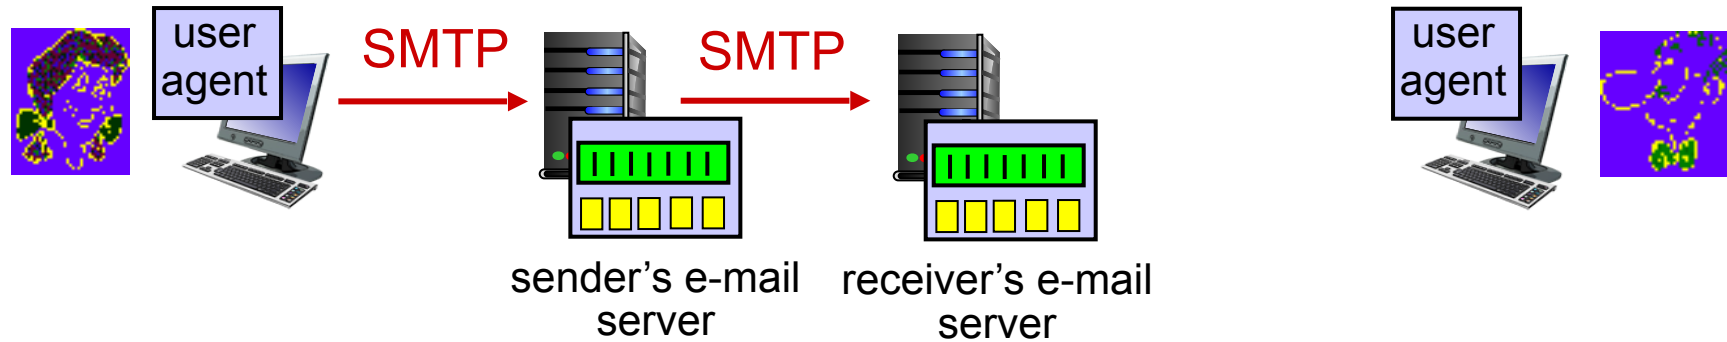 user
agent
SMTP
SMTP
user
agent
sender’s e-mail
server
receiver’s e-mail
server